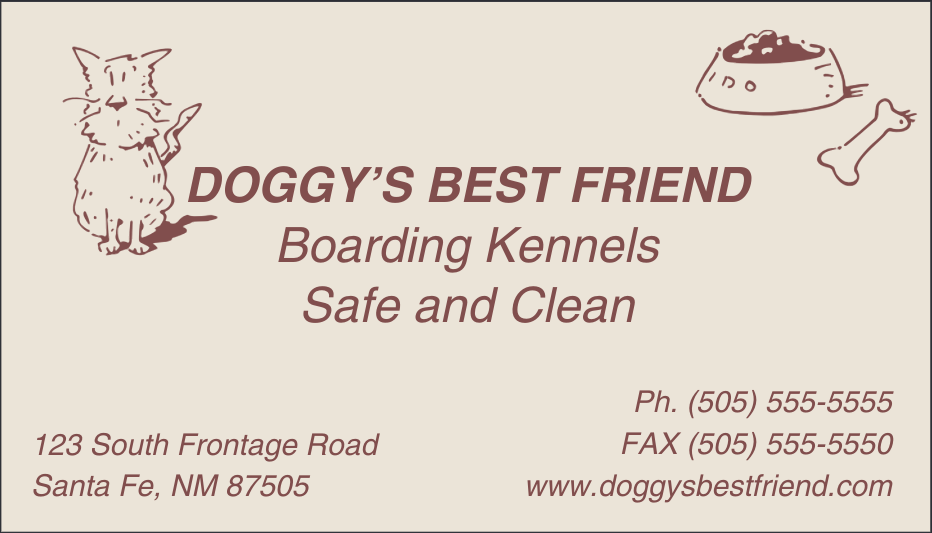 DOGGY’S BEST FRIEND
Boarding Kennels
Safe and Clean
123 South Frontage Road
Santa Fe, NM 87505
Ph. (505) 555-5555
FAX (505) 555-5550
www.doggysbestfriend.com